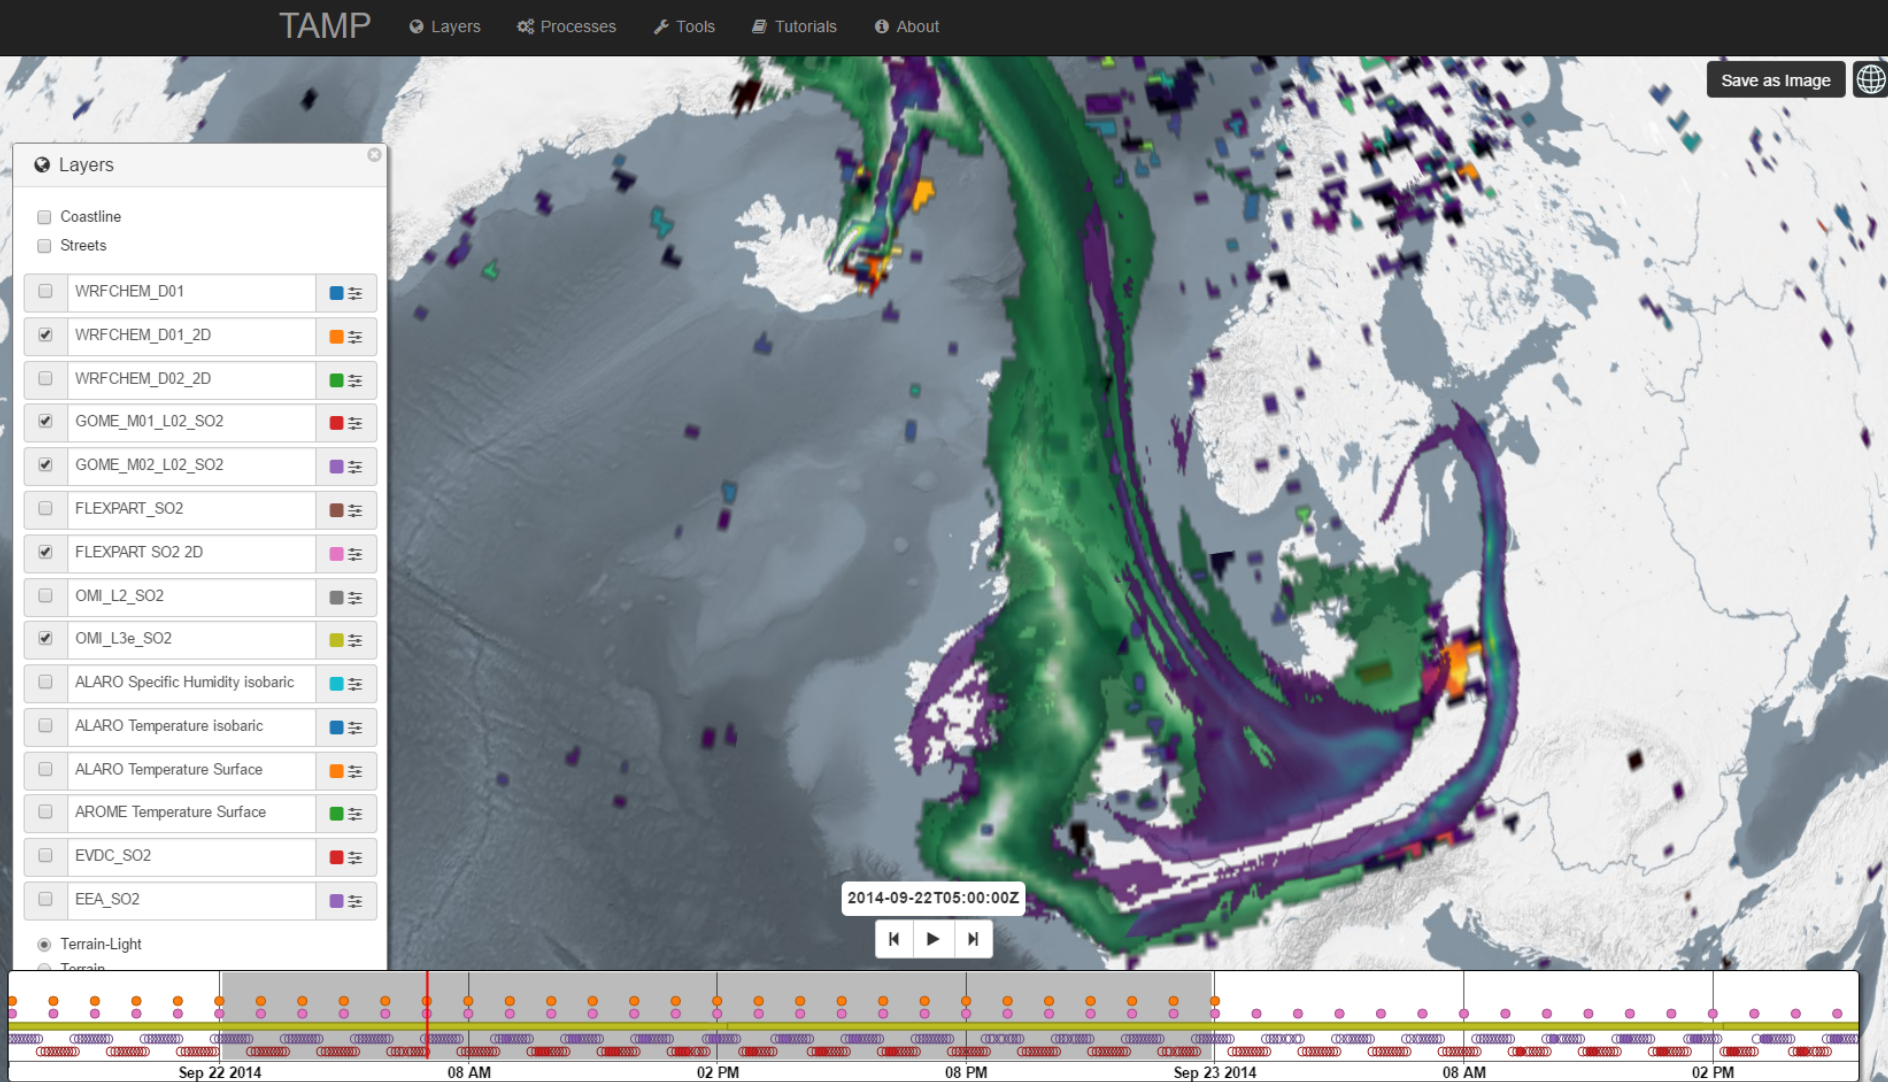 TAMP
Layers
Processes
Tools
Tutorials
About
Save as Image
Layers
Coastline
Streets
WRFCHEM_D01
WRFCHEM_D01_2D
WRFCHEM_D02_2D
GOME_M01_L02_SO2
GOME_M02_L02_SO2
FLEXPART_SO2
FLEXPART SO2 2D
OMI_L2_SO2
OMI_L3e_SO2
ALARO Specific Humidity isobaric
ALARO Temperature isobaric
ALARO Temperature Surface
AROME Temperature Surface
EVDC_SO2
EEA_SO2
Terrain-Light
Terrain
2014-09-22T05:00:00Z
Sep 22 2014
08 AM
02 PM
08 PM
Sep 23 2014
08 AM
02 PM